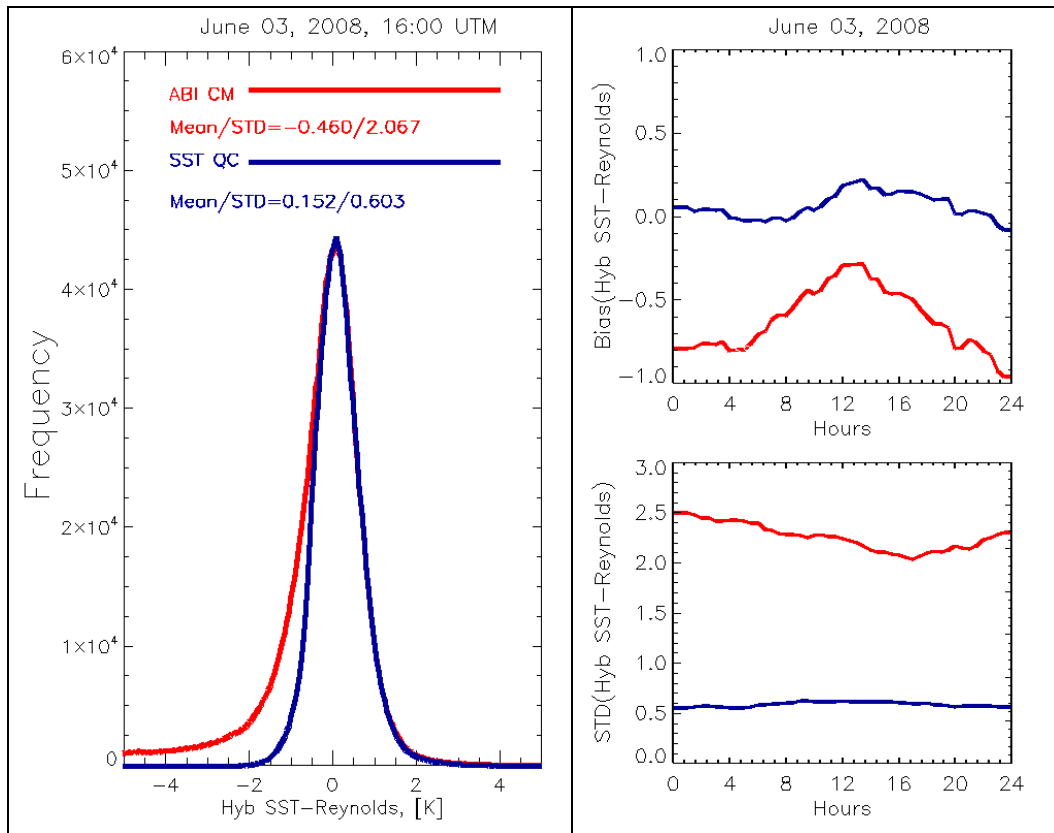 June 03, 2008, 16:00 UTM
6×10⁴
5×10⁴
4×10⁴
3×10⁴
2×10⁴
1×10⁴
0
Frequency
ABI CM
Mean/STD=−0.460/2.067
SST QC
Mean/STD=0.152/0.603
−4 −2 0 2 4
Hyb SST−Reynolds, [K]
June 03, 2008
1.0
0.5
0.0
−0.5
−1.0
Bias(Hyb SST−Reynolds)
0 4 8 12 16 20 24
Hours
3.0
2.5
2.0
1.5
1.0
0.5
0.0
STD(Hyb SST−Reynolds)
0 4 8 12 16 20 24
Hours